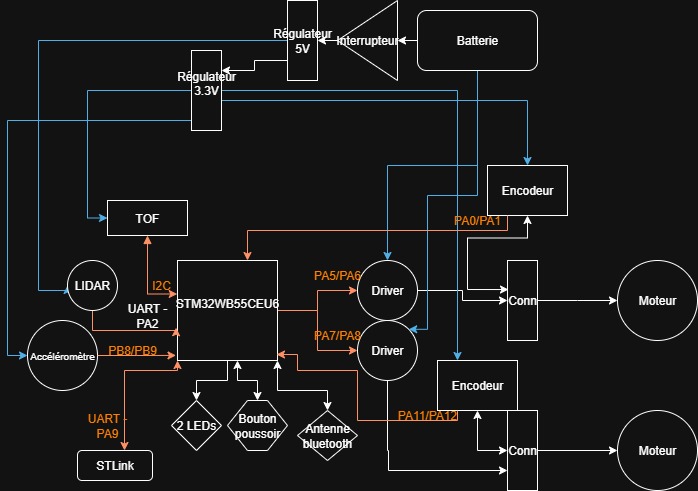 Régulateur
5V
Interrupteur
Batterie
Régulateur
3.3V
Encodeur
TOF
PA0/PA1
LIDAR
I2C
UART -
PA2
STM32WB55CEU6
PA5/PA6
Driver
Conn
Moteur
PA7/PA8
Driver
Accéléromètre
PB8/PB9
Encodeur
UART -
PA9
2 LEDs
Bouton
poussoir
Antenne
bluetooth
PA11/PA12
Conn
Moteur
STLink